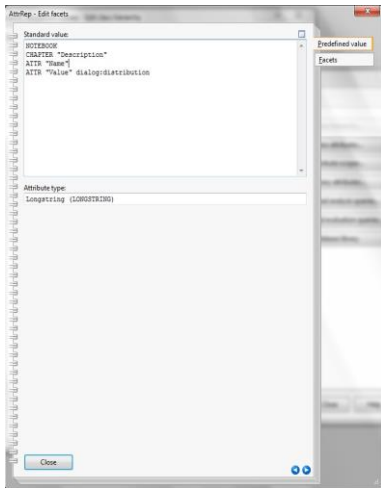 AttrRep - Edit facets
Standard value:
NOTEBOOK
CHAPTER "Description"
ATTR "Name"
ATTR "Value" dialog:distribution
Attribute type:
Longstring (LONGSTRING)
Close
Predefined value
Facets